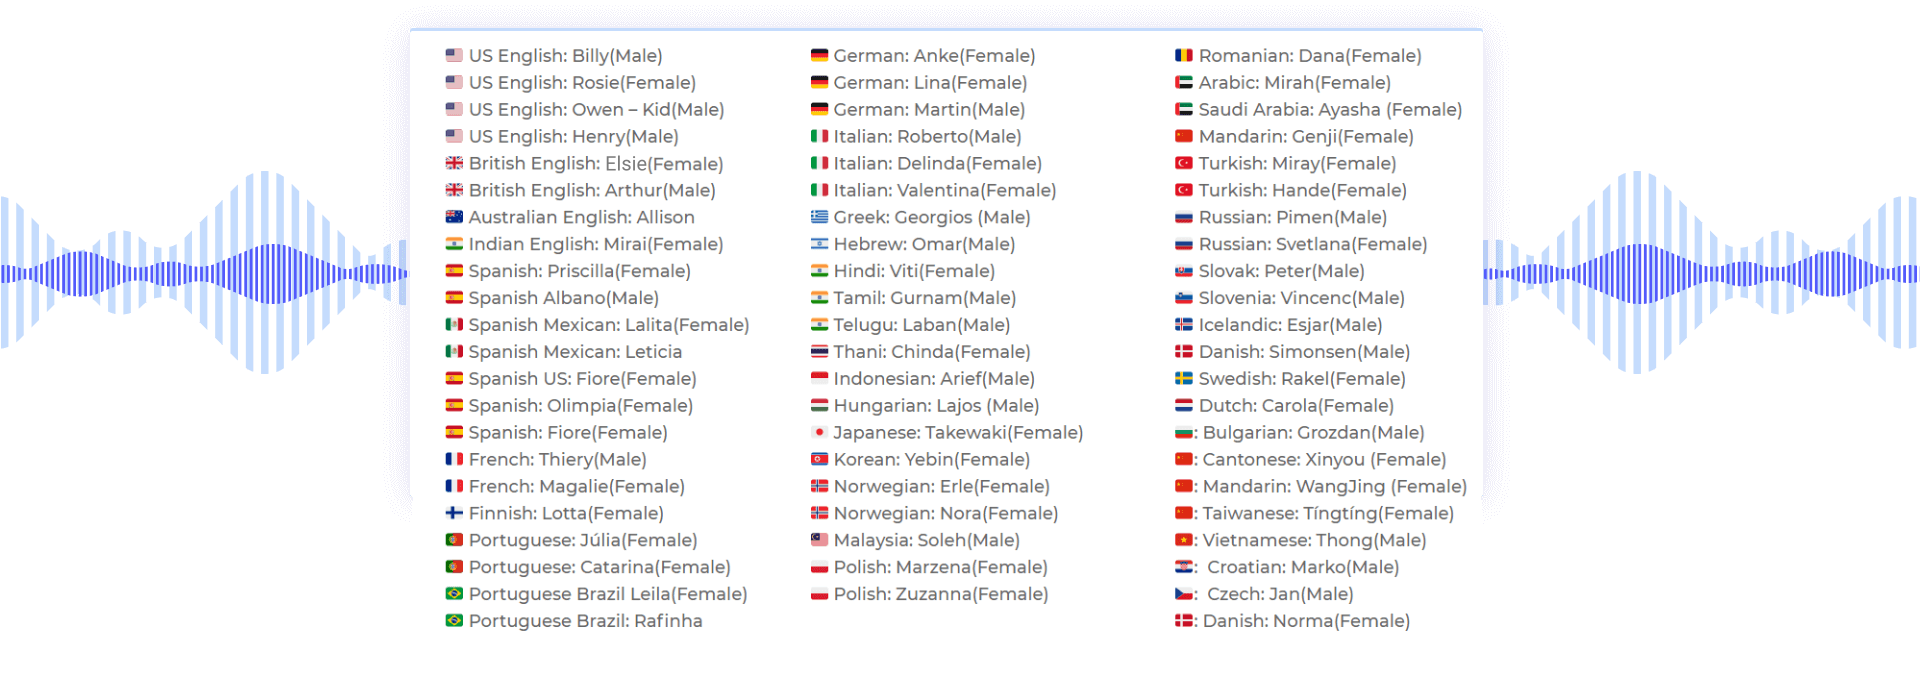 US English: Billy(Male)
US English: Rosie(Female)
US English: Owen – Kid(Male)
US English: Henry(Male)
British English: Elsie(Female)
British English: Arthur(Male)
Australian English: Allison
Indian English: Mirai(Female)
Spanish: Priscilla(Female)
Spanish Albano(Male)
Spanish Mexican: Lalita(Female)
Spanish Mexican: Leticia
Spanish US: Fiore(Female)
Spanish: Olimpia(Female)
Spanish: Fiore(Female)
French: Thiery(Male)
French: Magalie(Female)
Finnish: Lotta(Female)
Portuguese: Júlia(Female)
Portuguese: Catarina(Female)
Portuguese Brazil Leila(Female)
Portuguese Brazil: Rafinha
German: Anke(Female)
German: Lina(Female)
German: Martin(Male)
Italian: Roberto(Male)
Italian: Delinda(Female)
Italian: Valentina(Female)
Greek: Georgios (Male)
Hebrew: Omar(Male)
Hindi: Viti(Female)
Tamil: Gurnam(Male)
Telugu: Laban(Male)
Thani: Chinda(Female)
Indonesian: Arief(Male)
Hungarian: Lajos (Male)
Japanese: Takewaki(Female)
Korean: Yebin(Female)
Norwegian: Erle(Female)
Norwegian: Nora(Female)
Malaysia: Soleh(Male)
Polish: Marzena(Female)
Polish: Zuzanna(Female)
Romanian: Dana(Female)
Arabic: Mirah(Female)
Saudi Arabia: Ayasha (Female)
Mandarin: Genji(Female)
Turkish: Miray(Female)
Turkish: Hande(Female)
Russian: Pimen(Male)
Russian: Svetlana(Female)
Slovak: Peter(Male)
Slovenia: Vincenc(Male)
Icelandic: Esjar(Male)
Danish: Simonsen(Male)
Swedish: Rakel(Female)
Dutch: Carola(Female)
: Bulgarian: Grozdan(Male)
: Cantonese: Xinyou (Female)
: Mandarin: WangJing (Female)
: Taiwanese: Tíngtíng(Female)
: Vietnamese: Thong(Male)
: Croatian: Marko(Male)
: Czech: Jan(Male)
: Danish: Norma(Female)